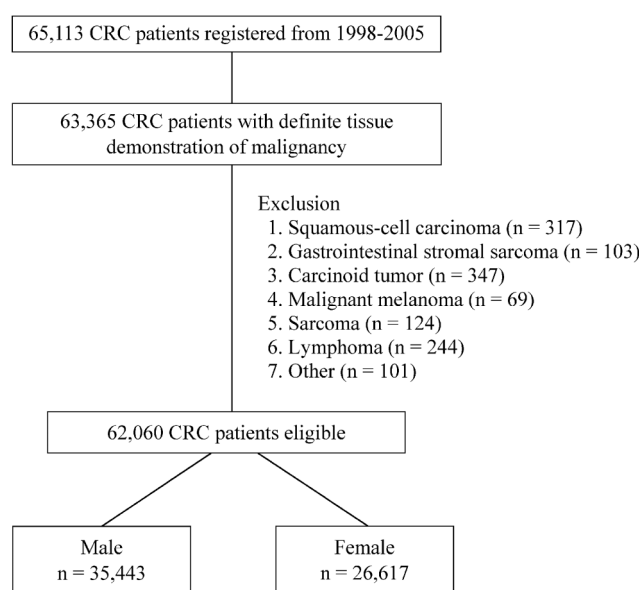 65,113 CRC patients registered from 1998-2005
63,365 CRC patients with definite tissue
demonstration of malignancy
Exclusion
1. Squamous-cell carcinoma (n = 317)
2. Gastrointestinal stromal sarcoma (n = 103)
3. Carcinoid tumor (n = 347)
4. Malignant melanoma (n = 69)
5. Sarcoma (n = 124)
6. Lymphoma (n = 244)
7. Other (n = 101)
62,060 CRC patients eligible
Male
n = 35,443
Female
n = 26,617